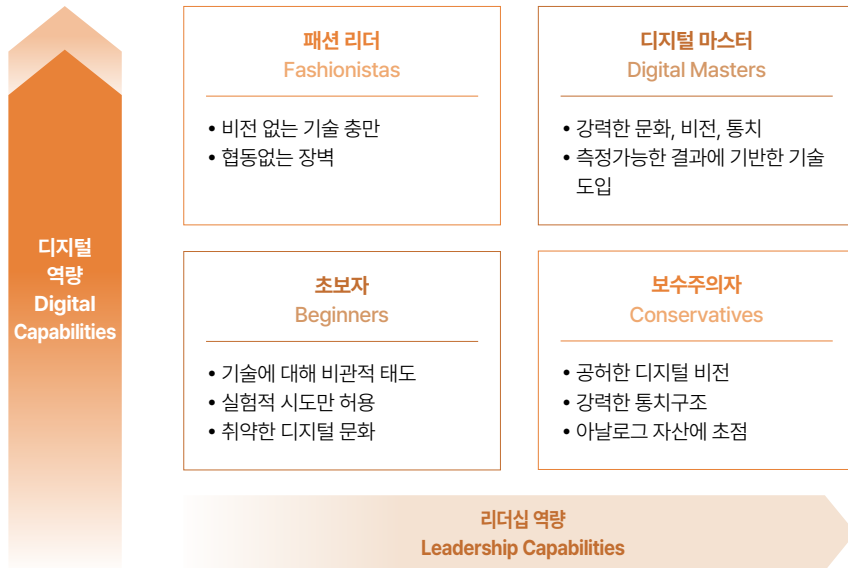 패션 리더
Fashionistas
• 비전 없는 기술 충만
• 협동없는 장벽
디지털 마스터
Digital Masters
• 강력한 문화, 비전, 통치
• 측정가능한 결과에 기반한 기술
도입
디지털
역량
Digital
Capabilities
초보자
Beginners
• 기술에 대해 비관적 태도
• 실험적 시도만 허용
• 취약한 디지털 문화
보수주의자
Conservatives
• 공허한 디지털 비전
• 강력한 통치구조
• 아날로그 자산에 초점
리더십 역량
Leadership Capabilities